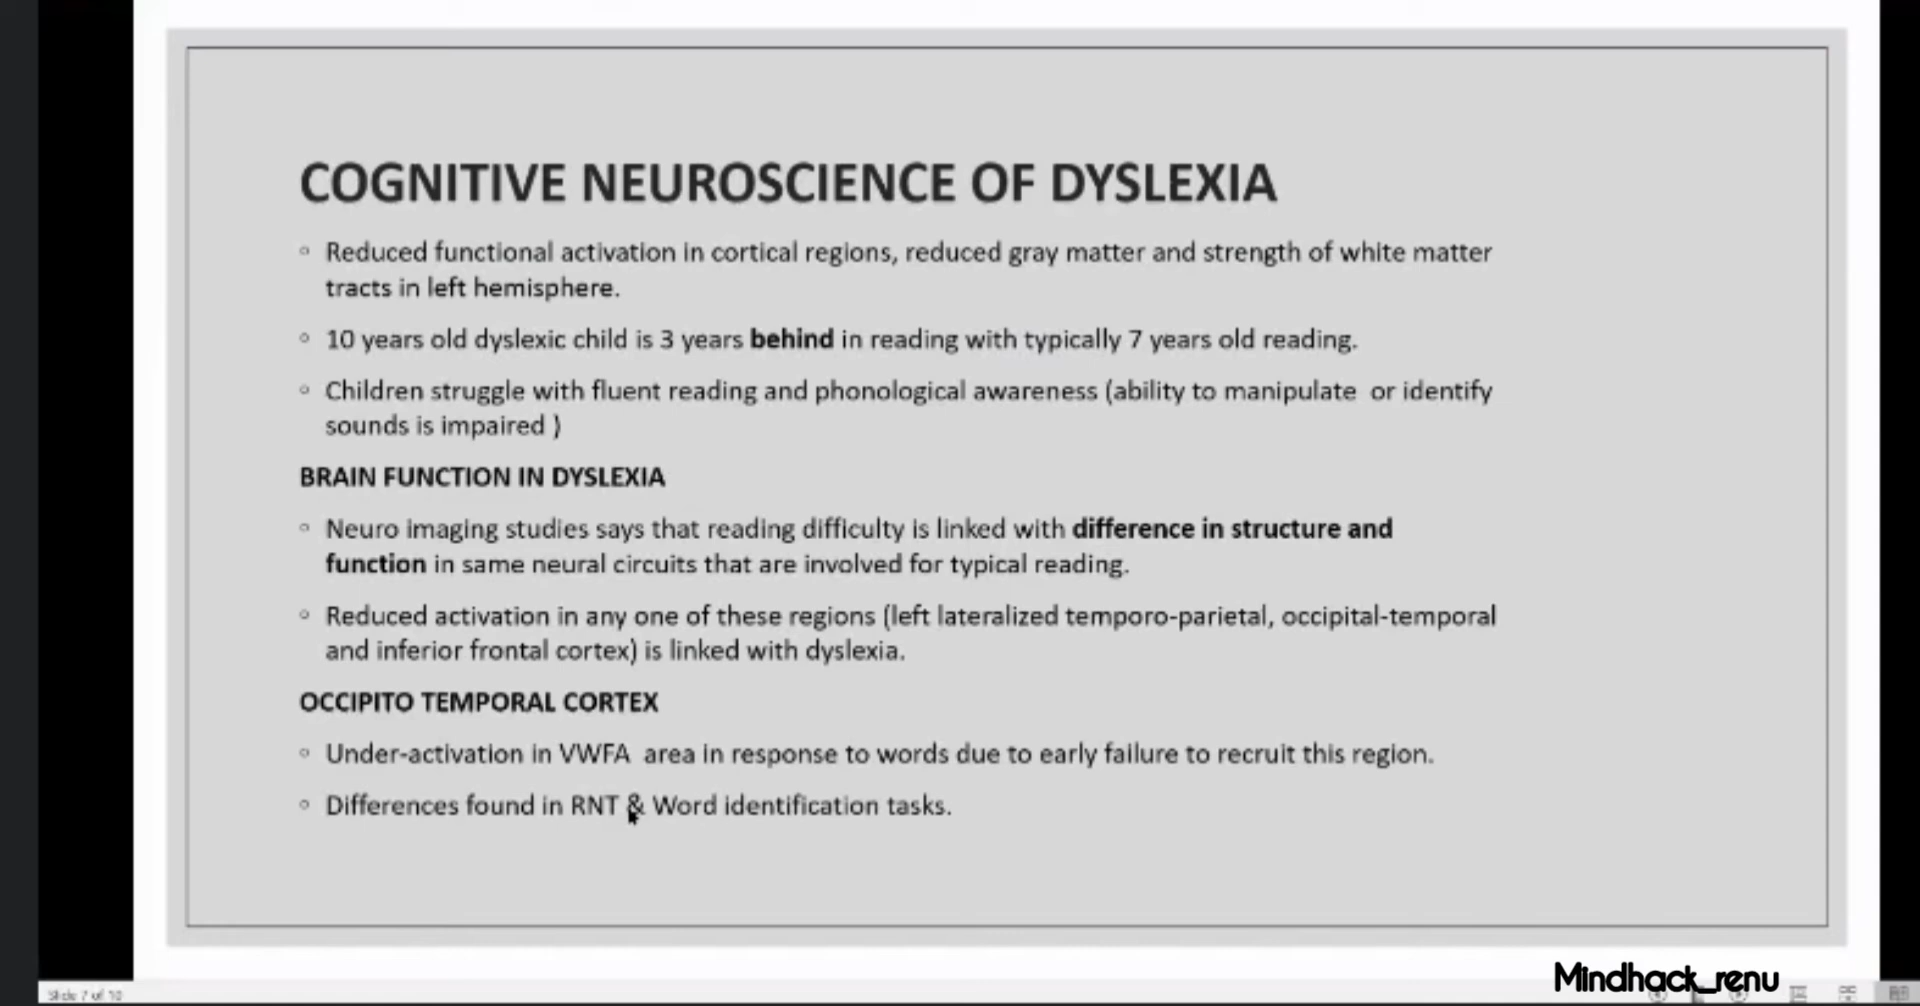 COGNITIVE NEUROSCIENCE OF DYSLEXIA
◦ Reduced functional activation in cortical regions, reduced gray matter and strength of white matter
tracts in left hemisphere.
◦ 10 years old dyslexic child is 3 years behind in reading with typically 7 years old reading.
◦ Children struggle with fluent reading and phonological awareness (ability to manipulate or identify
sounds is impaired )
BRAIN FUNCTION IN DYSLEXIA
◦ Neuro imaging studies says that reading difficulty is linked with difference in structure and
function in same neural circuits that are involved for typical reading.
◦ Reduced activation in any one of these regions (left lateralized temporo-parietal, occipital-temporal
and inferior frontal cortex) is linked with dyslexia.
OCCIPITO TEMPORAL CORTEX
◦ Under-activation in VWFA area in response to words due to early failure to recruit this region.
◦ Differences found in RNT & Word identification tasks.
Mindhack_renu
Slide 7 of 10